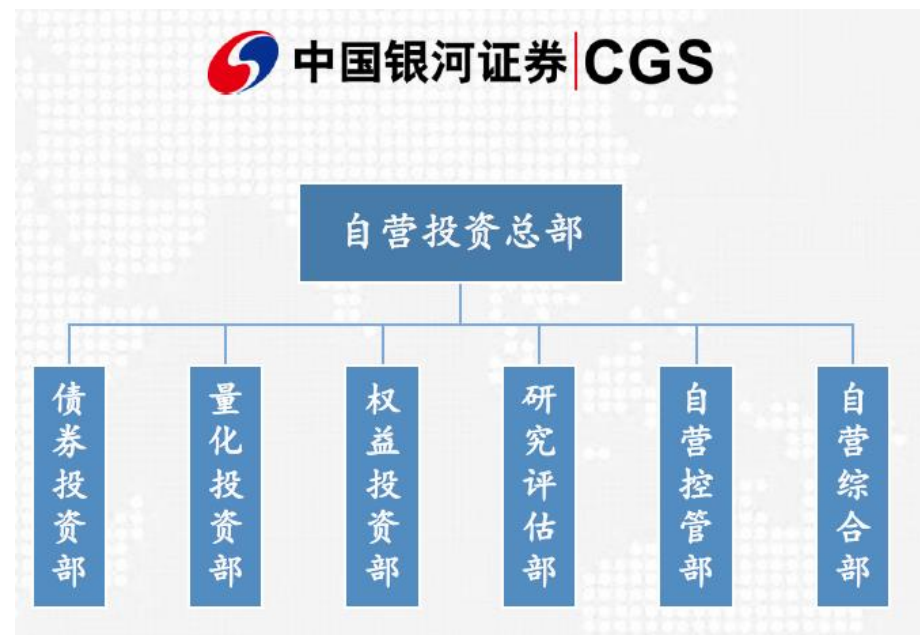 中国银河证券|CGS
自营投资总部
债券投资部
量化投资部
权益投资部
研究评估部
自营控管部
自营综合部